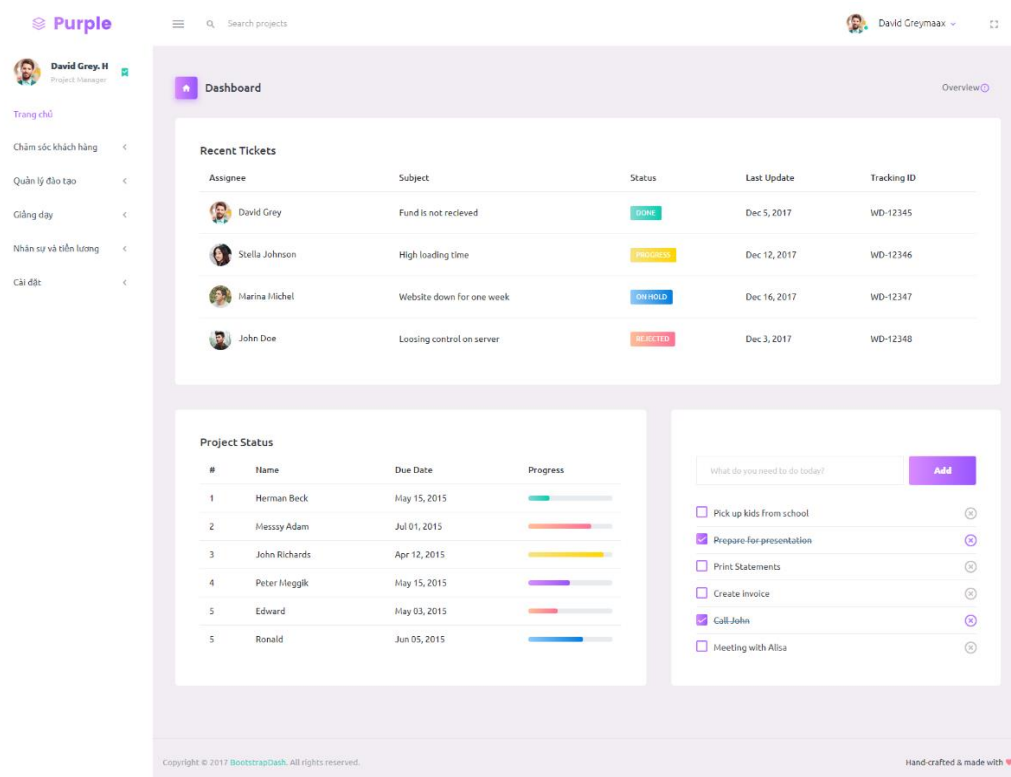 Purple
Search projects
David Greymaax
David Grey. H
Project Manager
Trang chủ
Chăm sóc khách hàng
Quản lý đào tạo
Giảng dạy
Nhân sự và tiền lương
Cài đặt
Dashboard
Overview
Recent Tickets
Assignee Subject Status Last Update Tracking ID
David Grey Fund is not recieved DONE Dec 5, 2017 WD-12345
Stella Johnson High loading time PROGRESS Dec 12, 2017 WD-12346
Marina Michel Website down for one week ON HOLD Dec 16, 2017 WD-12347
John Doe Loosing control on server REJECTED Dec 3, 2017 WD-12348
Project Status
# Name Due Date Progress
1 Herman Beck May 15, 2015
2 Messsy Adam Jul 01, 2015
3 John Richards Apr 12, 2015
4 Peter Meggik May 15, 2015
5 Edward May 03, 2015
5 Ronald Jun 05, 2015
What do you need to do today? Add
Pick up kids from school
Prepare for presentation
Print Statements
Create invoice
Call John
Meeting with Alisa
Copyright © 2017 BootstrapDash. All rights reserved.
Hand-crafted & made with